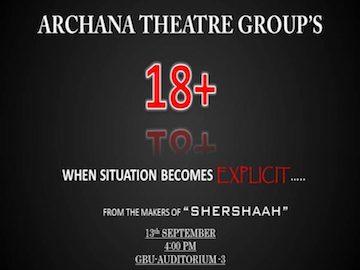 ARCHANA THEATRE GROUP'S
18+
WHEN SITUATION BECOMES EXPLICIT.....
FROM THE MAKERS OF "SHERSHAAH"
13th SEPTEMBER
4:00 PM
GBU-AUDITORIUM-3